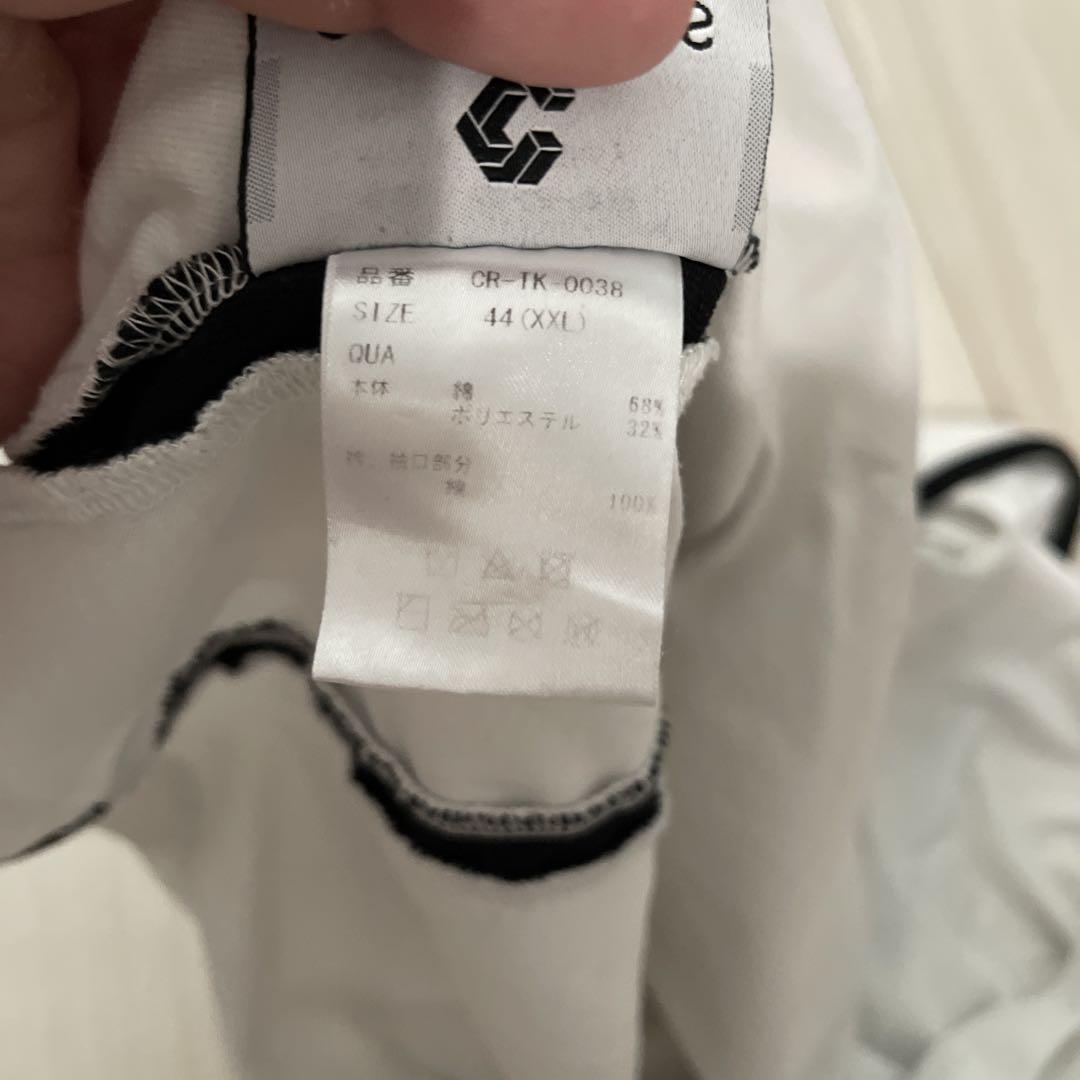 e
品番 CR-TK-0038
SIZE 44(XXL)
QUA
本体 綿 68%
ポリエステル 32%
衿、袖口部分
綿 100%